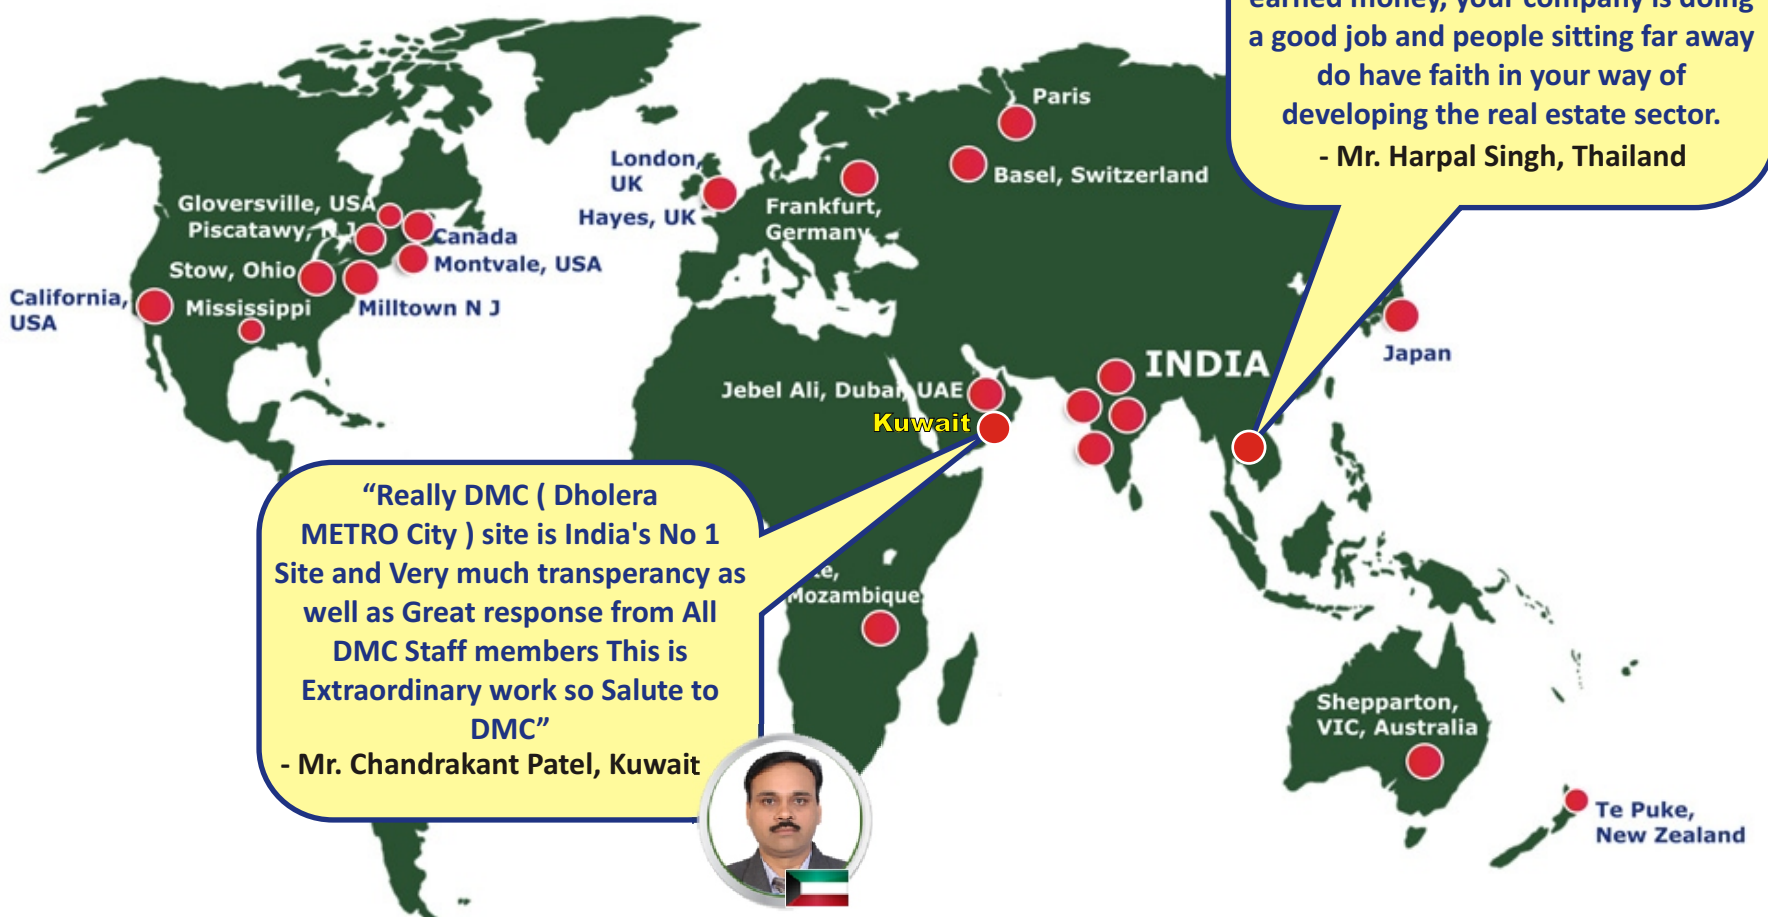 earned money, your company is doing
a good job and people sitting far away
do have faith in your way of
developing the real estate sector.
- Mr. Harpal Singh, Thailand
Paris
Basel, Switzerland
London,
UK
Hayes, UK
Frankfurt,
Germany
Gloversville, USA
Piscatawy, N J
Canada
Montvale, USA
Stow, Ohio
California,
USA
Mississippi
Milltown N J
INDIA
Japan
Jebel Ali, Dubai, UAE
Kuwait
“Really DMC ( Dholera
METRO City ) site is India's No 1
Site and Very much transperancy as
well as Great response from All
DMC Staff members This is
Extraordinary work so Salute to
DMC”
- Mr. Chandrakant Patel, Kuwait
Mozambique
Shepparton,
VIC, Australia
Te Puke,
New Zealand